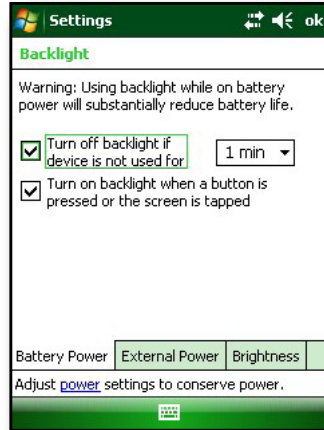 Settings ok
Backlight
Warning: Using backlight while on battery
power will substantially reduce battery life.
Turn off backlight if
device is not used for 1 min
Turn on backlight when a button is
pressed or the screen is tapped
Battery Power External Power Brightness
Adjust power settings to conserve power.